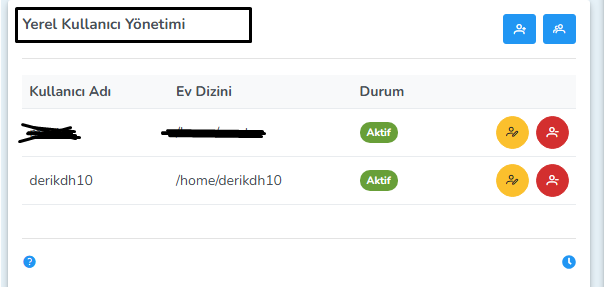 Yerel Kullanıcı Yönetimi
Kullanıcı Adı Ev Dizini Durum
Aktif
derikdh10 /home/derikdh10 Aktif